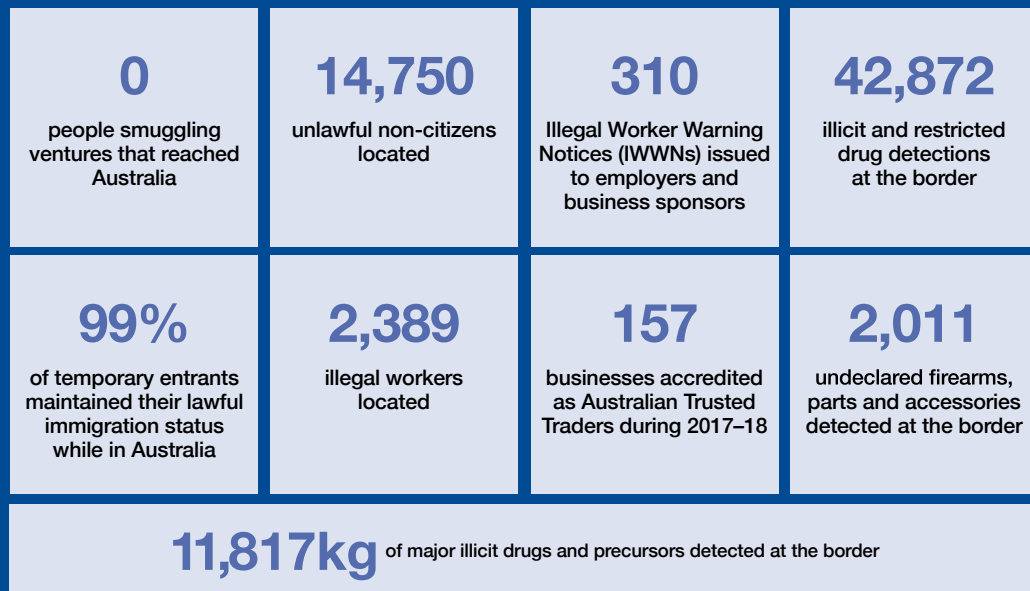 0
people smuggling
ventures that reached
Australia
14,750
unlawful non-citizens
located
310
Illegal Worker Warning
Notices (IWWNs) issued
to employers and
business sponsors
42,872
illicit and restricted
drug detections
at the border
99%
of temporary entrants
maintained their lawful
immigration status
while in Australia
2,389
illegal workers
located
157
businesses accredited
as Australian Trusted
Traders during 2017–18
2,011
undeclared firearms,
parts and accessories
detected at the border
11,817kg of major illicit drugs and precursors detected at the border